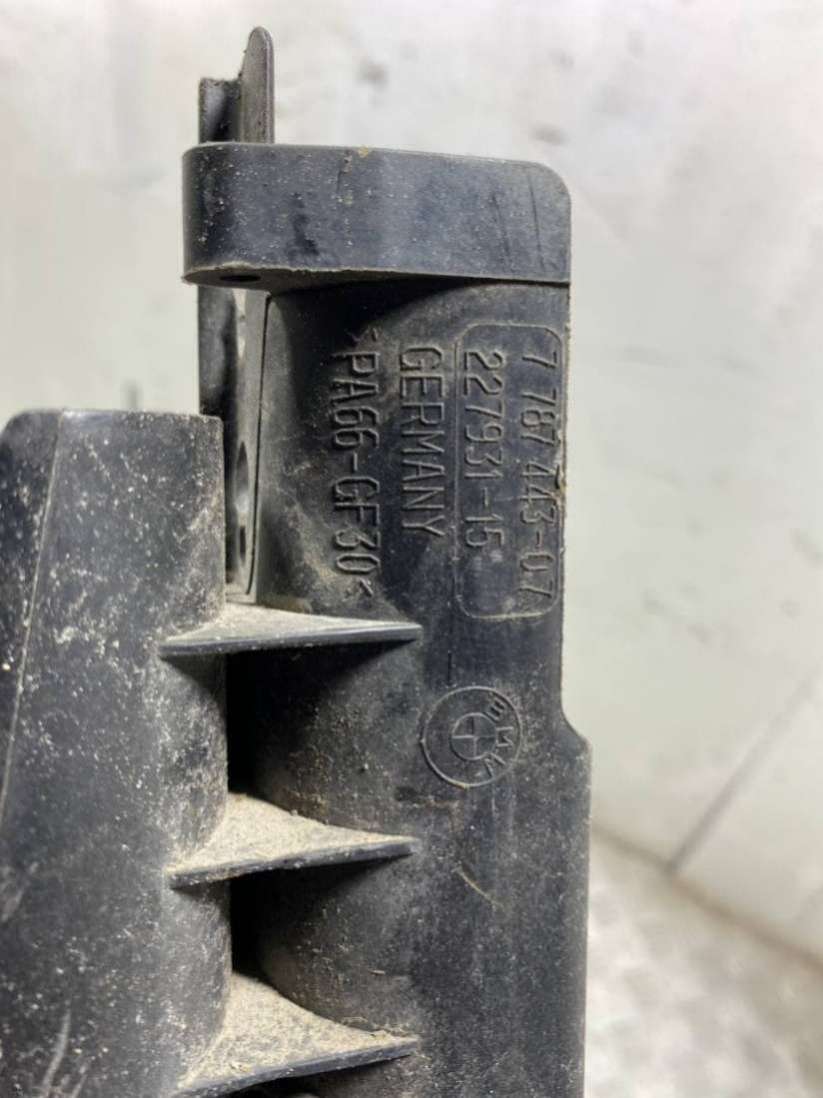 7 787 443-07
227931-15
GERMANY
>PA66-GF30<
BMW